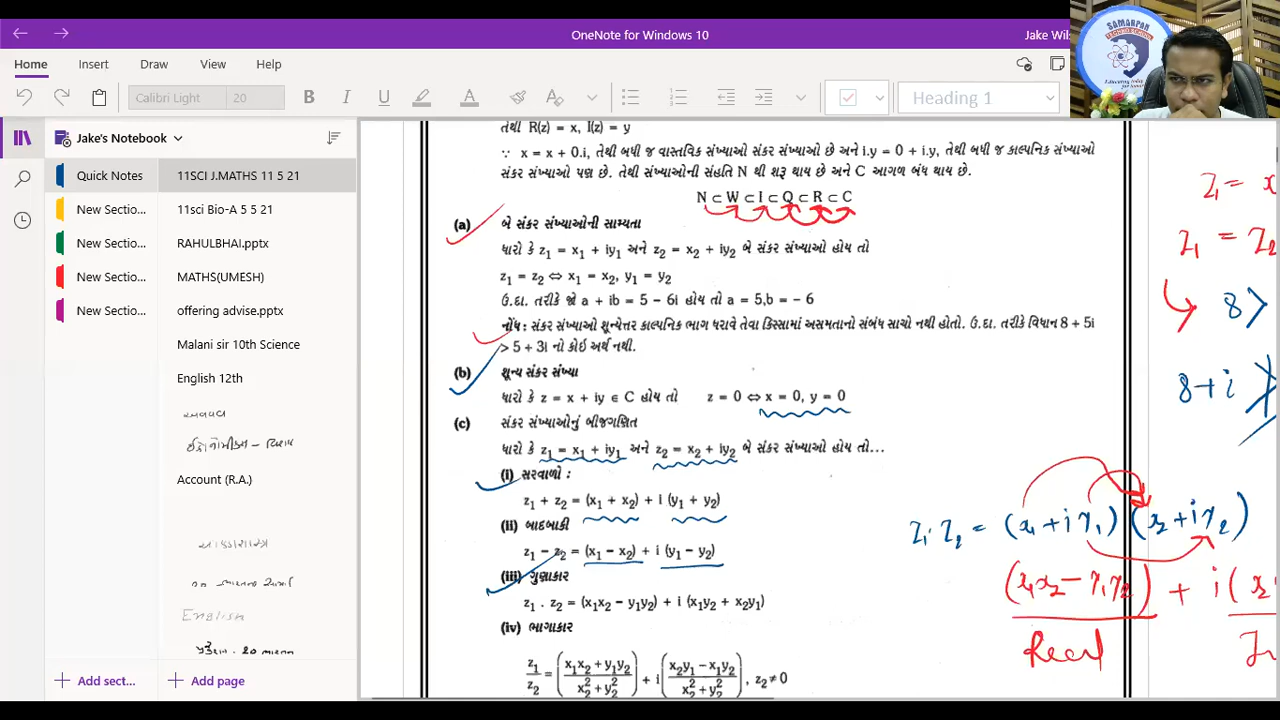 OneNote for Windows 10
Jake Wil
SAMARPAN
Home Insert Draw View Help
Calibri Light 20 B I U A Heading 1
Jake's Notebook
Quick Notes
New Sectio...
New Sectio...
New Sectio...
New Sectio...
11SCI J.MATHS 11 5 21
11sci Bio-A 5 5 21
RAHULBHAI.pptx
MATHS(UMESH)
offering advise.pptx
Malani sir 10th Science
English 12th
Account (R.A.)
English
Add sect...
Add page
તેથી R(z) = x, I(z) = y
∵ x = x + 0.i, તેથી બધી જ વાસ્તવિક સંખ્યાઓ સંકર સંખ્યાઓ છે અને i.y = 0 + i.y, તેથી બધી જ કાલ્પનિક સંખ્યાઓ
સંકર સંખ્યાઓ પણ છે. તેથી સંખ્યાઓની સંહતિ N થી શરૂ થાય છે અને C આગળ બંધ થાય છે.
N ⊂ W ⊂ I ⊂ Q ⊂ R ⊂ C
(a) બે સંકર સંખ્યાઓની સામ્યતા
ધારો કે z₁ = x₁ + iy₁ અને z₂ = x₂ + iy₂ બે સંકર સંખ્યાઓ હોય તો
z₁ = z₂ ⇔ x₁ = x₂, y₁ = y₂
ઉ.દા. તરીકે જો a + ib = 5 − 6i હોય તો a = 5,b = − 6
નોંધ : સંકર સંખ્યાઓ શૂન્યેત્તર કાલ્પનિક ભાગ ધરાવે તેવા કિસ્સામાં અસમતાનો સંબંધ સાચો નથી હોતો. ઉ.દા. તરીકે વિધાન 8 + 5i
> 5 + 3i નો કોઇ અર્થ નથી.
(b) શૂન્ય સંકર સંખ્યા
ધારો કે z = x + iy ∈ C હોય તો z = 0 ⇔ x = 0, y = 0
(c) સંકર સંખ્યાઓનું બીજગણિત
ધારો કે z₁ = x₁ + iy₁ અને z₂ = x₂ + iy₂ બે સંકર સંખ્યાઓ હોય તો...
(i) સરવાળો :
z₁ + z₂ = (x₁ + x₂) + i (y₁ + y₂)
(ii) બાદબાકી
z₁ − z₂ = (x₁ − x₂) + i (y₁ − y₂)
(iii) ગુણાકાર
z₁ . z₂ = (x₁x₂ − y₁y₂) + i (x₁y₂ + x₂y₁)
(iv) ભાગાકાર
z₁/z₂ = ((x₁x₂ + y₁y₂)/(x₂² + y₂²)) + i ((x₂y₁ − x₁y₂)/(x₂² + y₂²)), z₂ ≠ 0
z₁ = x
z₁ = z₂
8 >
8+i
z₁.z₂ = (x₁+iy₁) (x₂+iy₂)
(x₁x₂ − y₁y₂) + i(x₂
Real